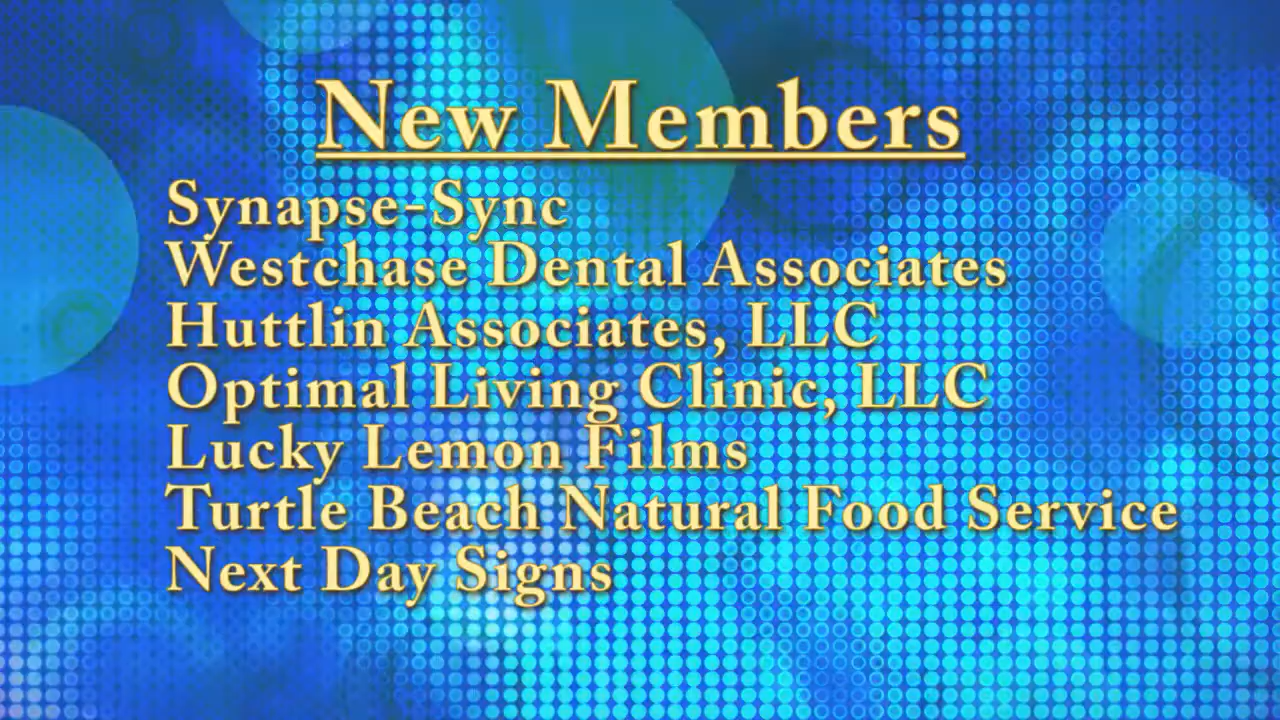 New Members
Synapse-Sync
Westchase Dental Associates
Huttlin Associates, LLC
Optimal Living Clinic, LLC
Lucky Lemon Films
Turtle Beach Natural Food Service
Next Day Signs